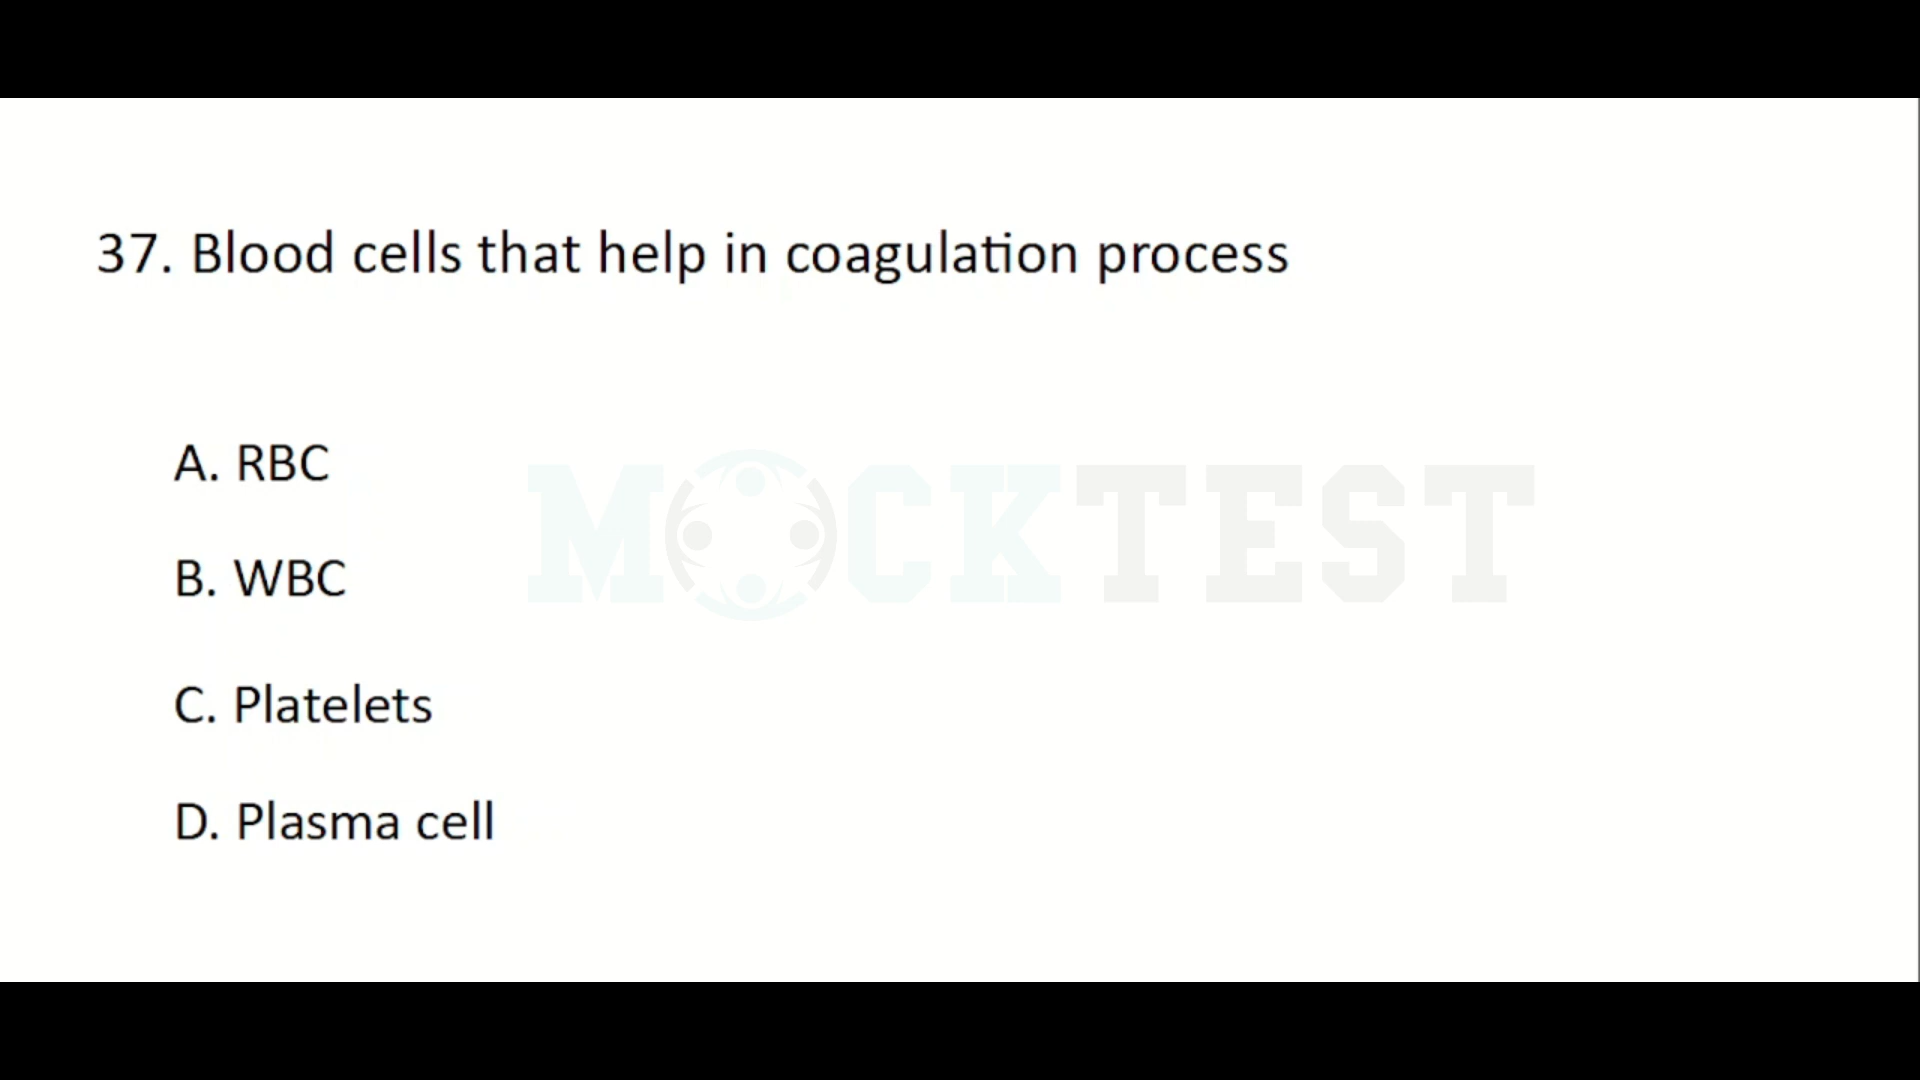 37. Blood cells that help in coagulation process
A. RBC
MOCKTEST
B. WBC
C. Platelets
D. Plasma cell